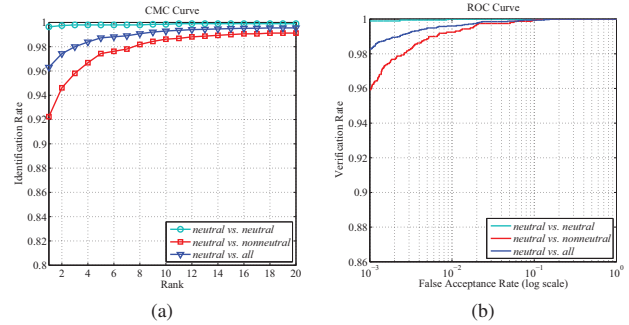 CMC Curve
1
0.98
0.96
0.94
0.92
0.9
0.88
0.86
0.84
0.82
0.8
Identification Rate
neutral vs. neutral
neutral vs. nonneutral
neutral vs. all
2 4 6 8 10 12 14 16 18 20
Rank
(a)
ROC Curve
1
0.98
0.96
0.94
0.92
0.9
0.88
0.86
Verification Rate
neutral vs. neutral
neutral vs. nonneutral
neutral vs. all
10⁻³ 10⁻² 10⁻¹ 10⁰
False Acceptance Rate (log scale)
(b)